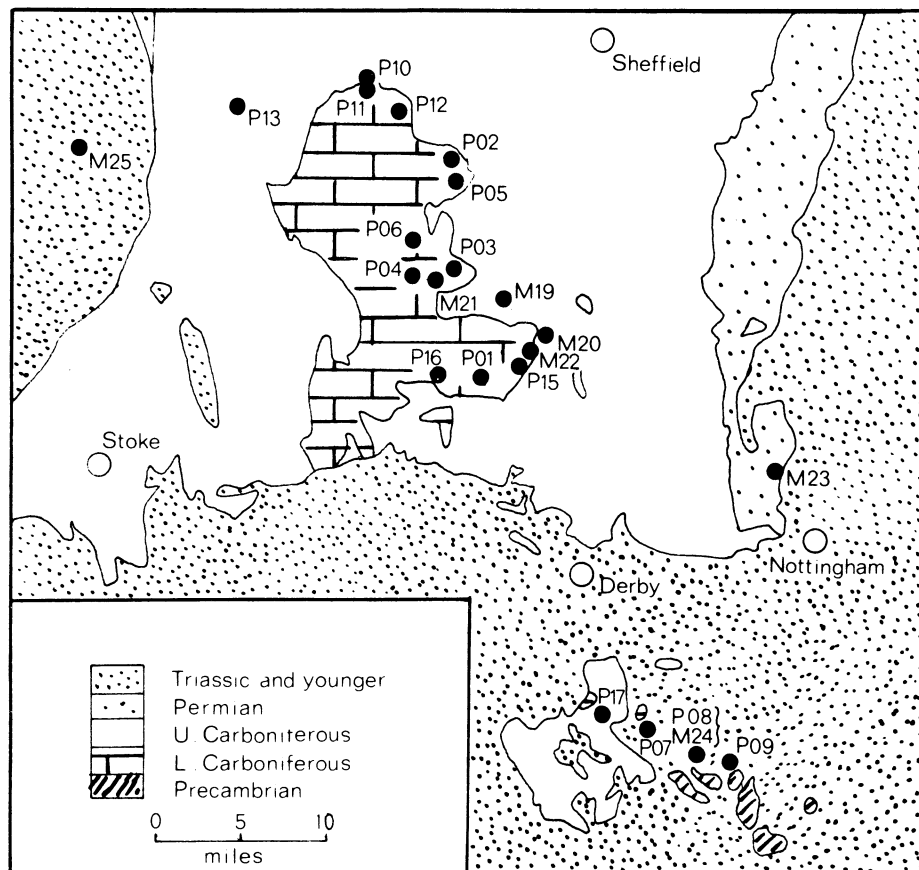 Sheffield
P10
P11
P12
P13
M25
P02
P05
P06
P03
P04
M21
M19
M20
M22
P15
P16
P01
Stoke
M23
Nottingham
Derby
P17
P07
P08
M24
P09
Triassic and younger
Permian
U. Carboniferous
L. Carboniferous
Precambrian
0 5 10
miles